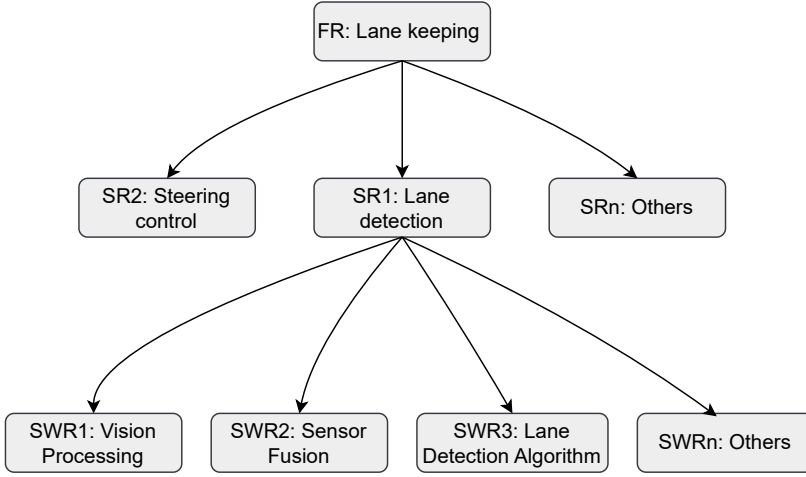 FR: Lane keeping
SR2: Steering
control
SR1: Lane
detection
SRn: Others
SWR1: Vision
Processing
SWR2: Sensor
Fusion
SWR3: Lane
Detection Algorithm
SWRn: Others